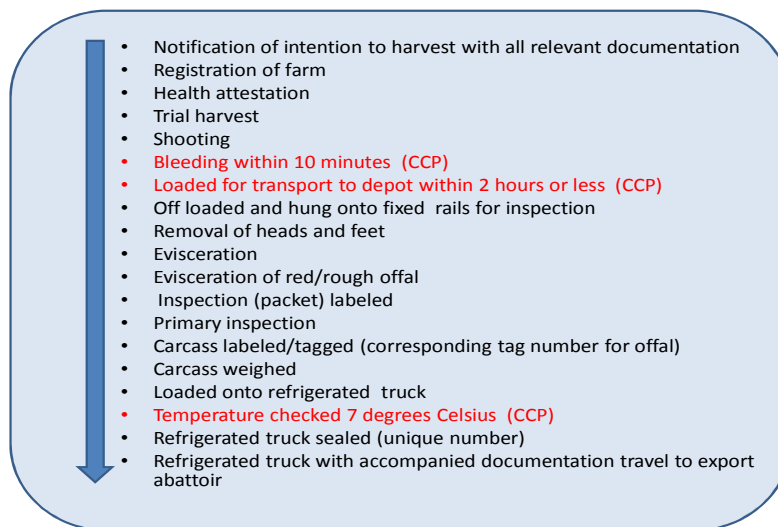 • Notification of intention to harvest with all relevant documentation
• Registration of farm
• Health attestation
• Trial harvest
• Shooting
• Bleeding within 10 minutes (CCP)
• Loaded for transport to depot within 2 hours or less (CCP)
• Off loaded and hung onto fixed rails for inspection
• Removal of heads and feet
• Evisceration
• Evisceration of red/rough offal
• Inspection (packet) labeled
• Primary inspection
• Carcass labeled/tagged (corresponding tag number for offal)
• Carcass weighed
• Loaded onto refrigerated truck
• Temperature checked 7 degrees Celsius (CCP)
• Refrigerated truck sealed (unique number)
• Refrigerated truck with accompanied documentation travel to export
abattoir